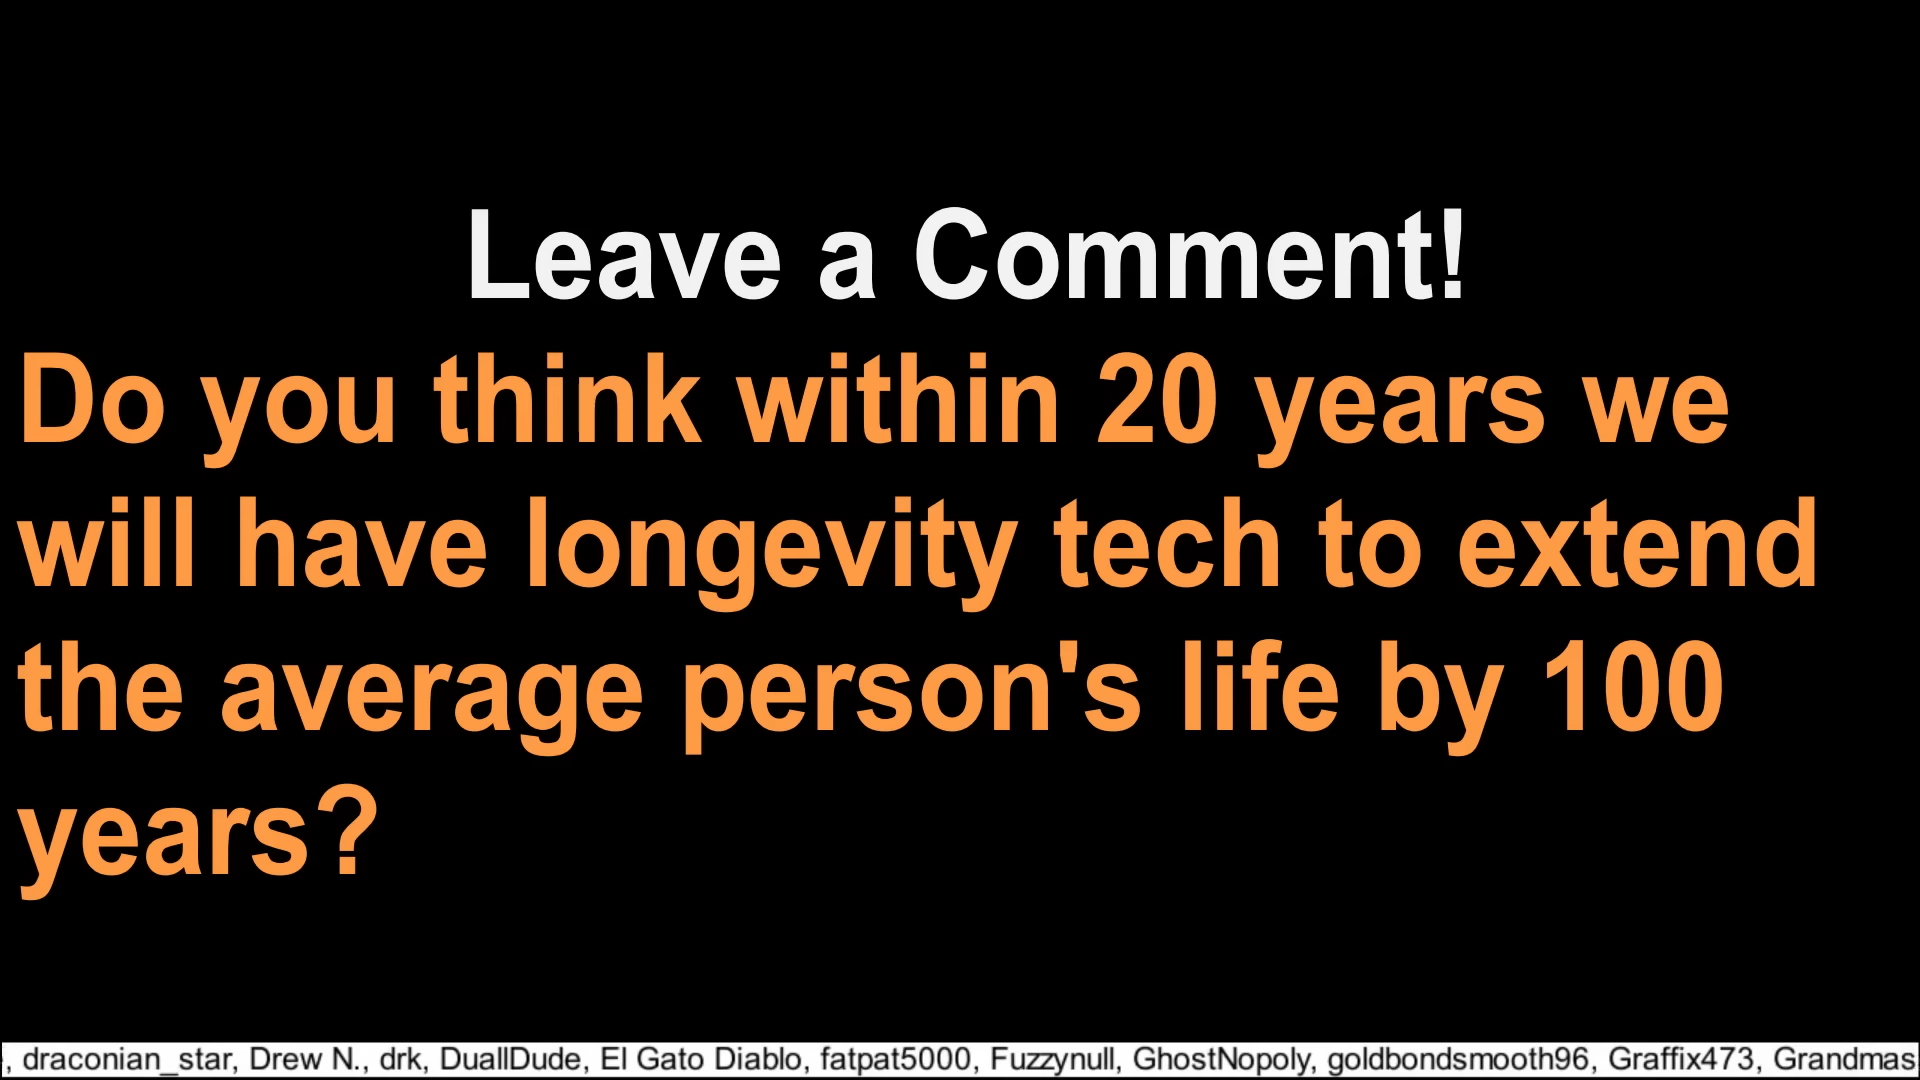 Leave a Comment!
Do you think within 20 years we
will have longevity tech to extend
the average person's life by 100
years?
, draconian_star, Drew N., drk, DuallDude, El Gato Diablo, fatpat5000, Fuzzynull, GhostNopoly, goldbondsmooth96, Graffix473, Grandmas